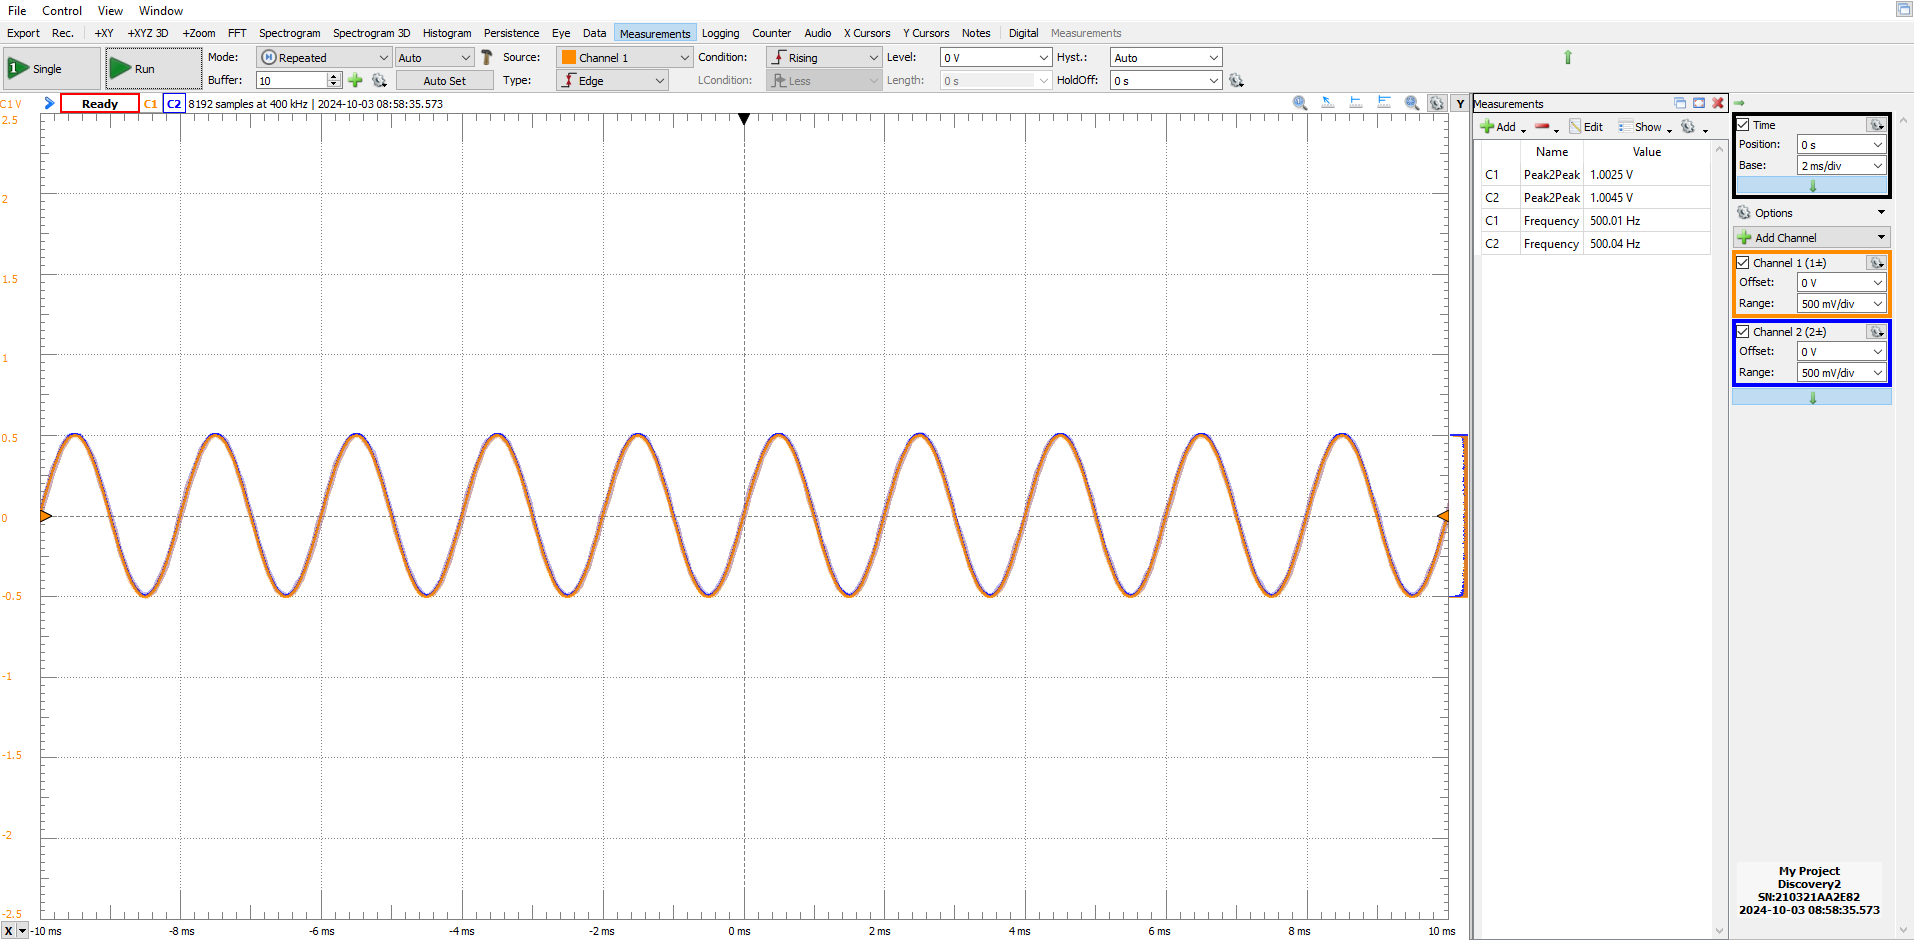 File Control View Window
Export Rec. +XY +XYZ 3D +Zoom FFT Spectrogram Spectrogram 3D Histogram Persistence Eye Data Measurements Logging Counter Audio X Cursors Y Cursors Notes Digital Measurements
1 Single Run Mode: Repeated Auto Source: Channel 1 Condition: Rising Level: 0 V Hyst.: Auto
Buffer: 10 Auto Set Type: Edge LCondition: Less Length: 0 s HoldOff: 0 s
C1 V Ready C1 C2 8192 samples at 400 kHz | 2024-10-03 08:58:35.573 Y
2.5
2
1.5
1
0.5
0
-0.5
-1
-1.5
-2
-2.5
X -10 ms -8 ms -6 ms -4 ms -2 ms 0 ms 2 ms 4 ms 6 ms 8 ms 10 ms
Measurements
Add Edit Show
Name Value
C1 Peak2Peak 1.0025 V
C2 Peak2Peak 1.0045 V
C1 Frequency 500.01 Hz
C2 Frequency 500.04 Hz
Time
Position: 0 s
Base: 2 ms/div
Options
Add Channel
Channel 1 (1±)
Offset: 0 V
Range: 500 mV/div
Channel 2 (2±)
Offset: 0 V
Range: 500 mV/div
My Project
Discovery2
SN:210321AA2E82
2024-10-03 08:58:35.573